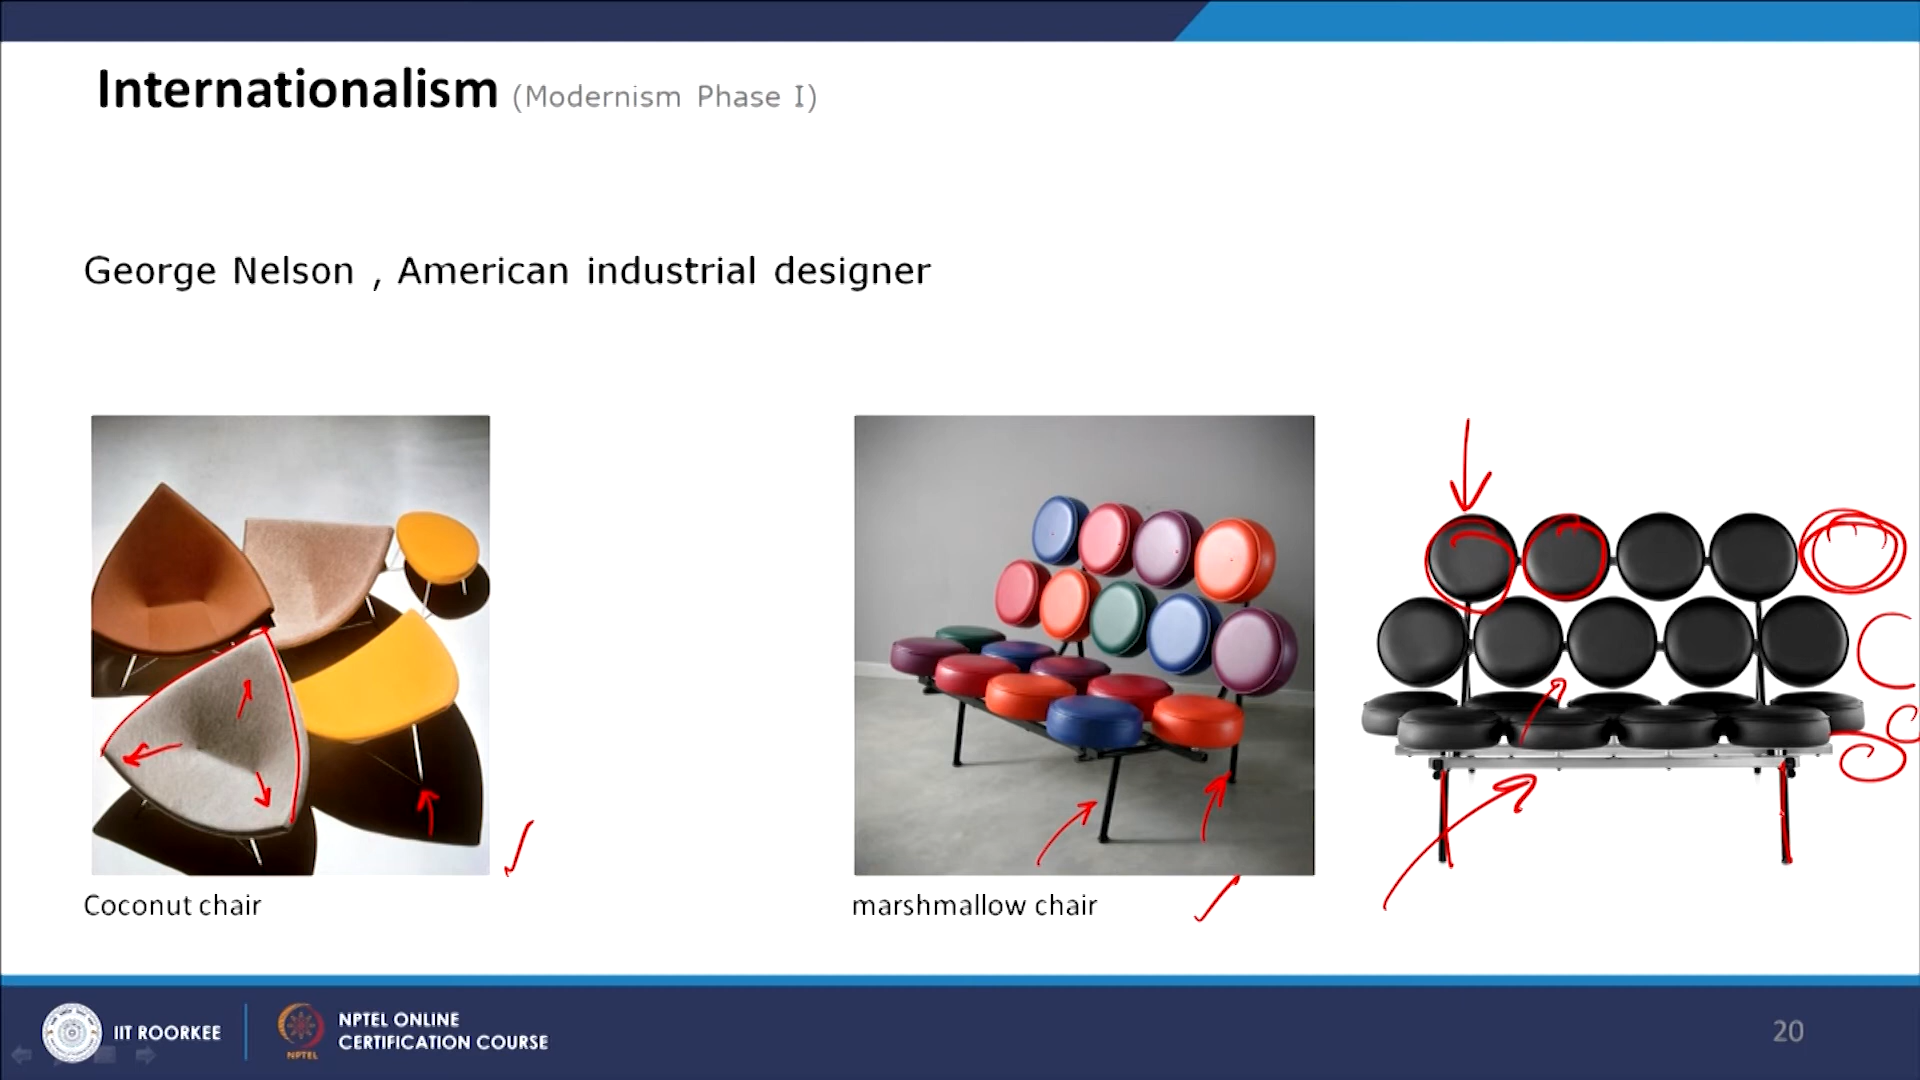 Internationalism (Modernism Phase I)
George Nelson , American industrial designer
Coconut chair
marshmallow chair
IIT ROORKEE
NPTEL
NPTEL ONLINE
CERTIFICATION COURSE
20